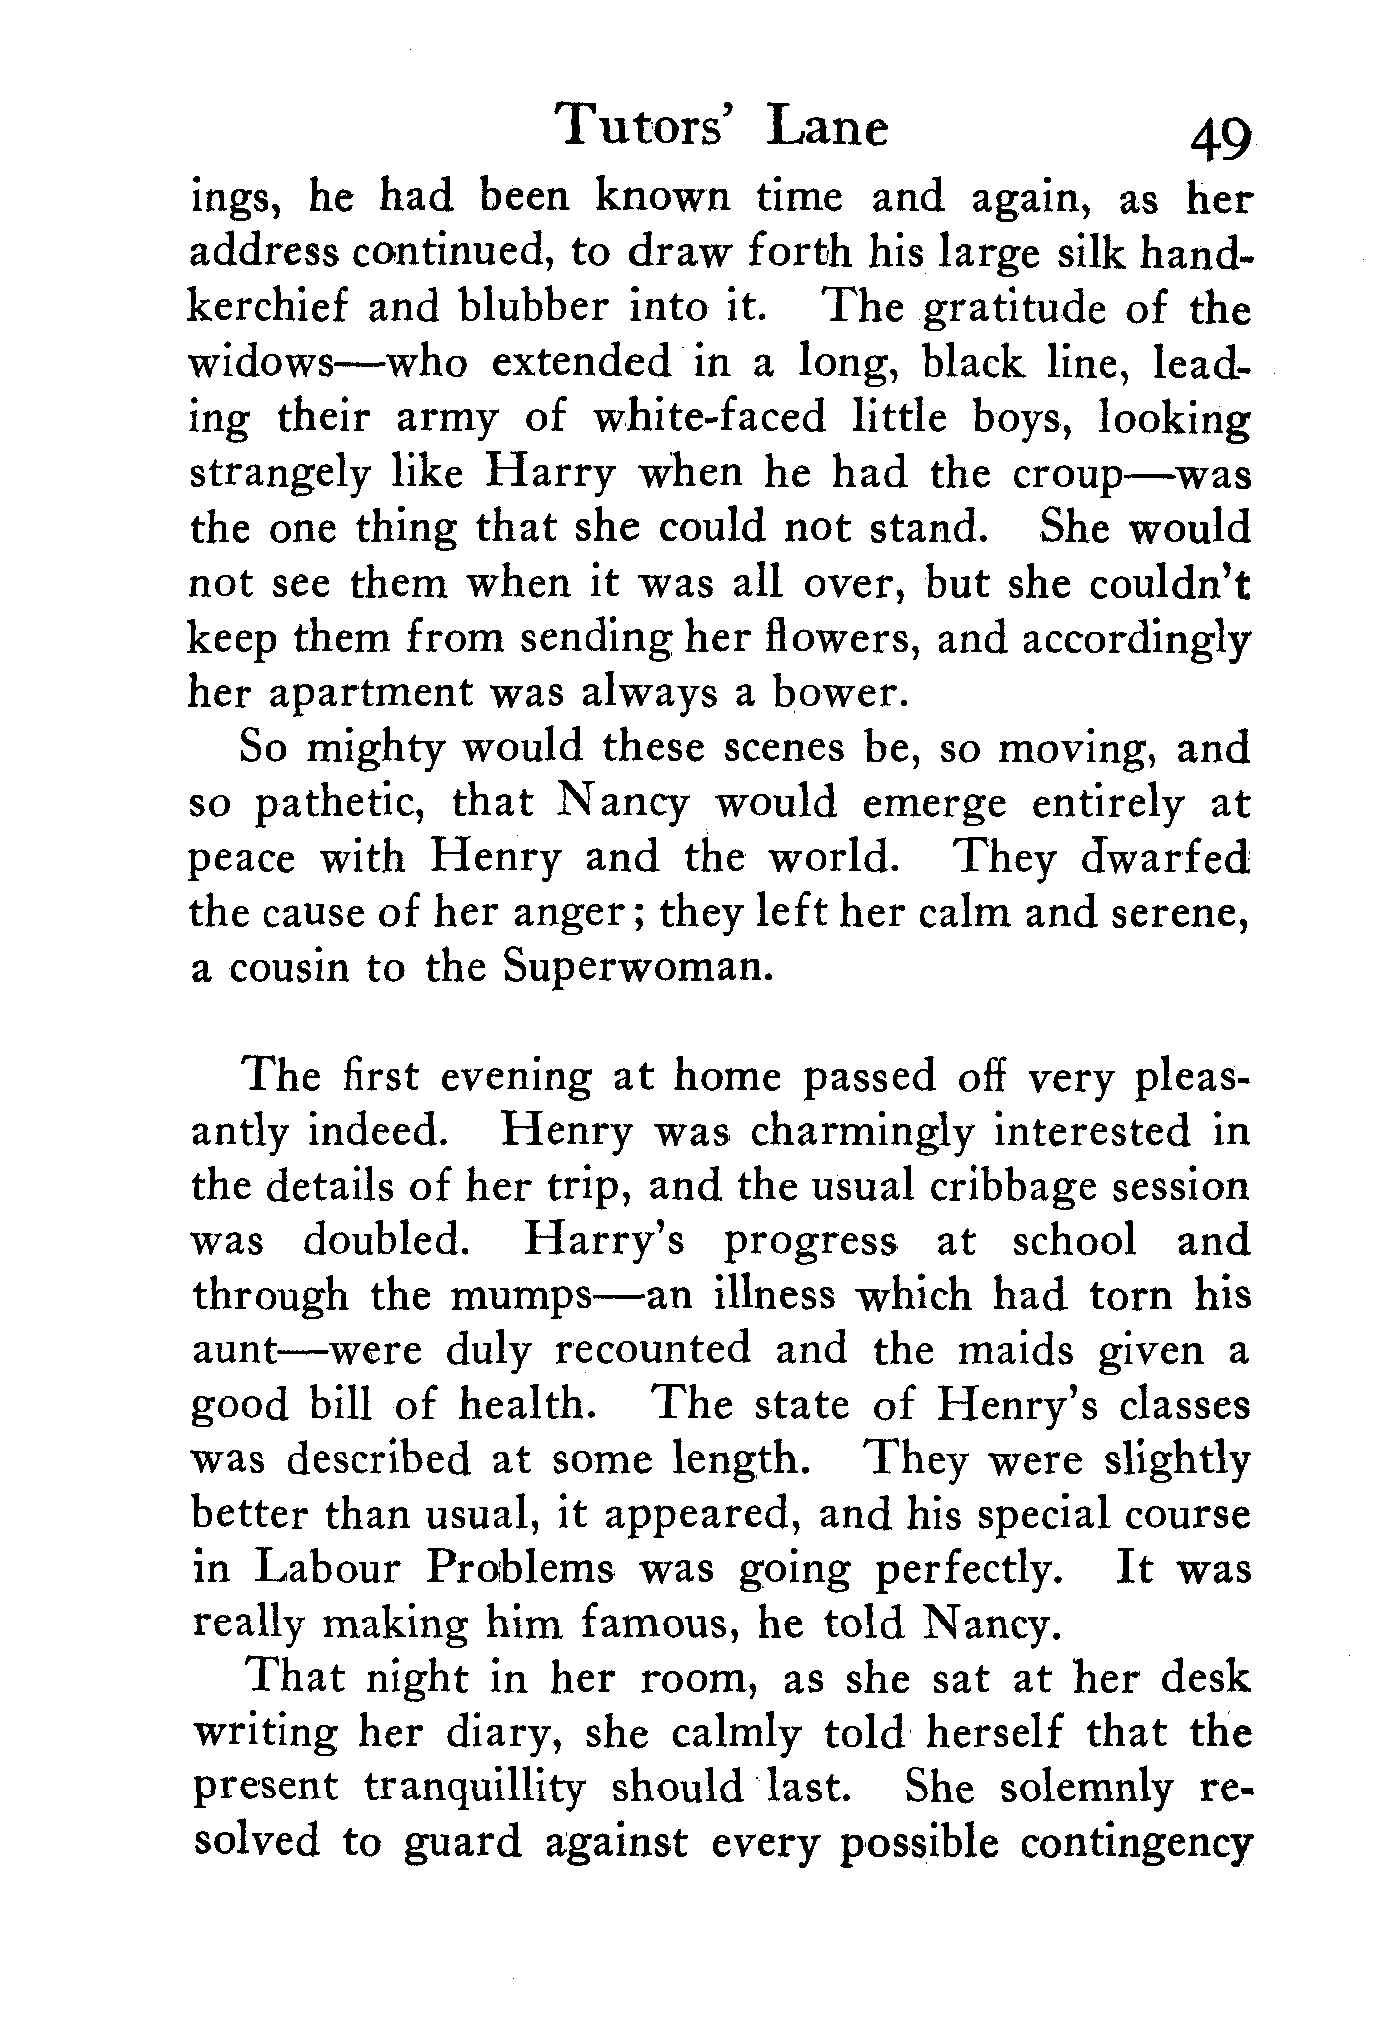 Tutors' Lane 49
ings, he had been known time and again, as her
address continued, to draw forth his large silk hand-
kerchief and blubber into it. The gratitude of the
widows—who extended in a long, black line, lead-
ing their army of white-faced little boys, looking
strangely like Harry when he had the croup—was
the one thing that she could not stand. She would
not see them when it was all over, but she couldn't
keep them from sending her flowers, and accordingly
her apartment was always a bower.
So mighty would these scenes be, so moving, and
so pathetic, that Nancy would emerge entirely at
peace with Henry and the world. They dwarfed
the cause of her anger; they left her calm and serene,
a cousin to the Superwoman.
The first evening at home passed off very pleas-
antly indeed. Henry was charmingly interested in
the details of her trip, and the usual cribbage session
was doubled. Harry's progress at school and
through the mumps—an illness which had torn his
aunt—were duly recounted and the maids given a
good bill of health. The state of Henry's classes
was described at some length. They were slightly
better than usual, it appeared, and his special course
in Labour Problems was going perfectly. It was
really making him famous, he told Nancy.
That night in her room, as she sat at her desk
writing her diary, she calmly told herself that the
present tranquillity should last. She solemnly re-
solved to guard against every possible contingency